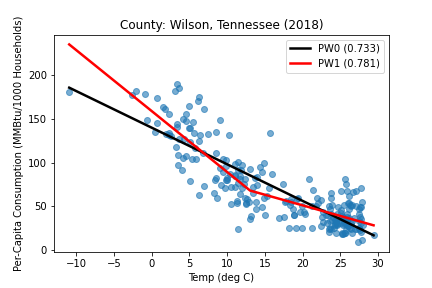 County: Wilson, Tennessee (2018)
PW0 (0.733)
PW1 (0.781)
Per-Capita Consumption (MMBtu/1000 Households)
200
150
100
50
0
−10 −5 0 5 10 15 20 25 30
Temp (deg C)